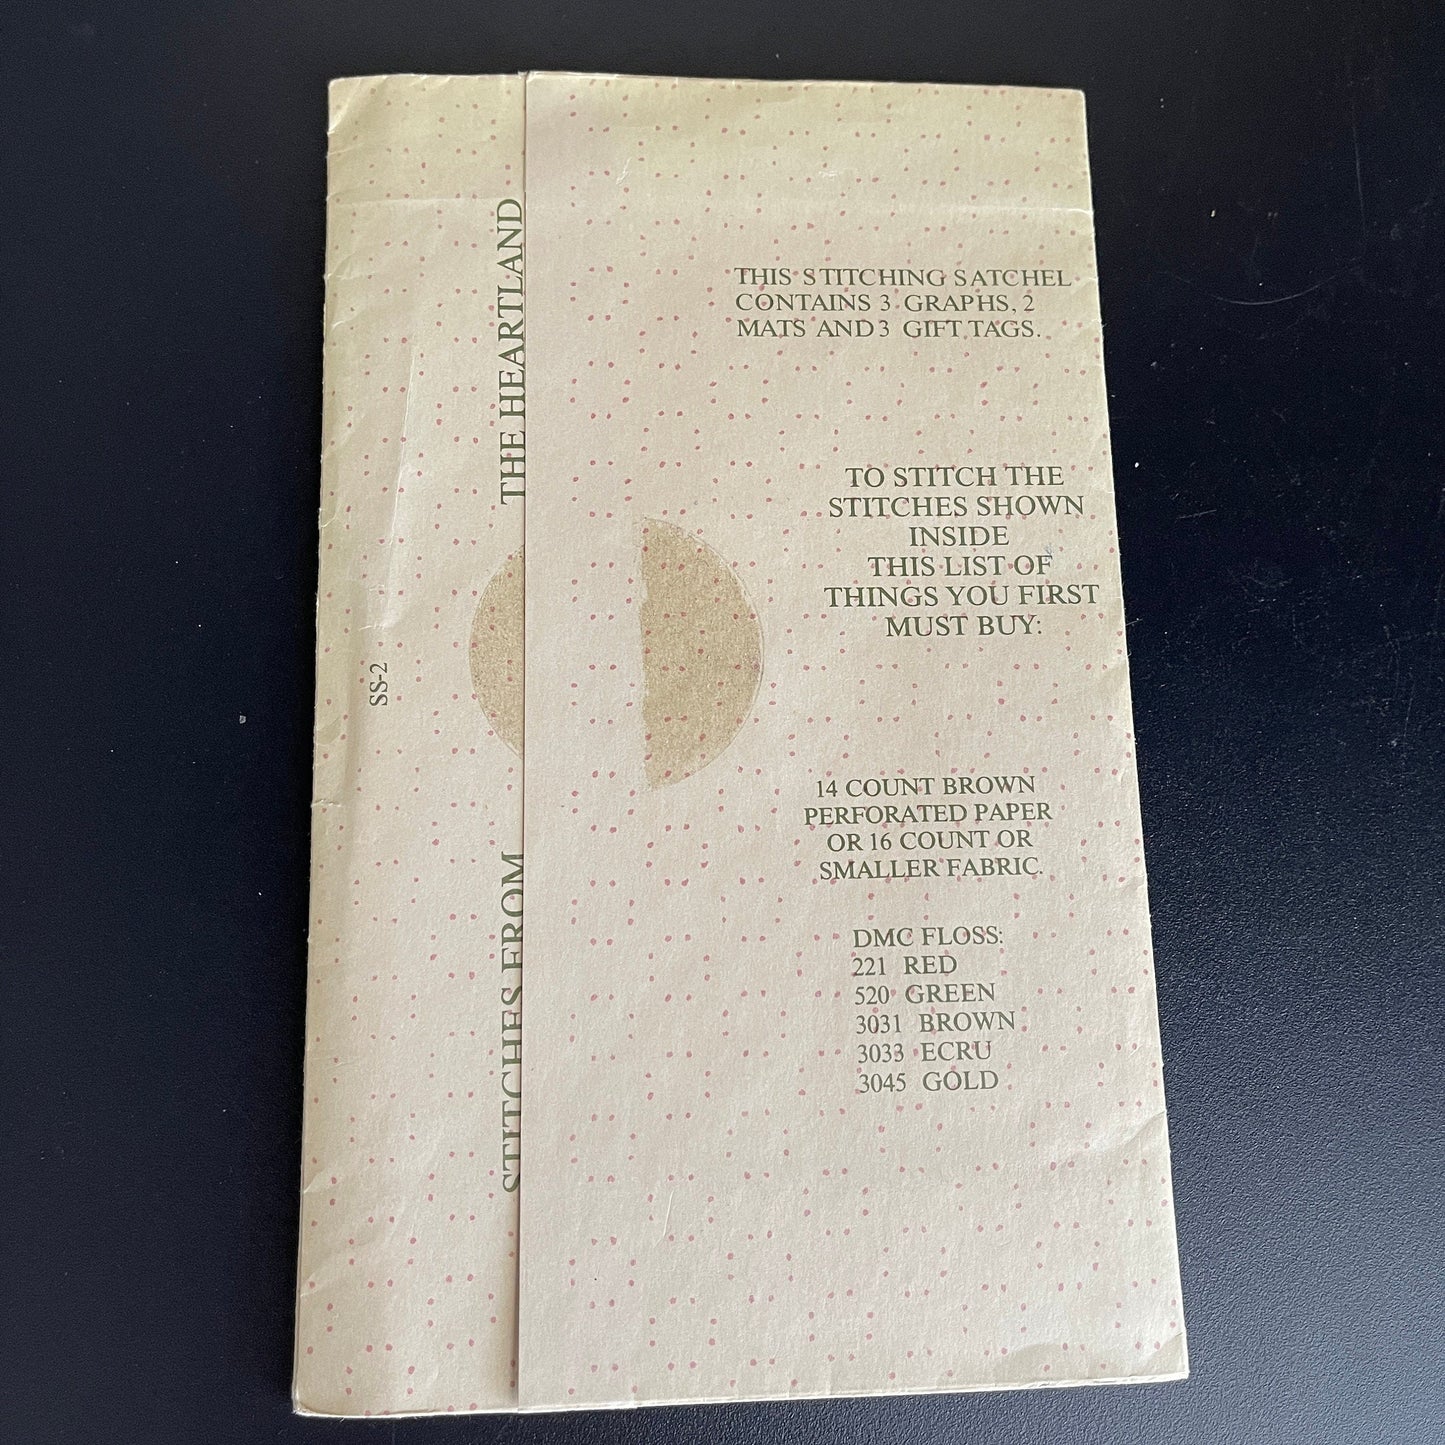 THE HEARTLAND
SS-2
STITCHES FROM
THIS STITCHING SATCHEL
CONTAINS 3 GRAPHS, 2
MATS AND 3 GIFT TAGS.
TO STITCH THE
STITCHES SHOWN
INSIDE
THIS LIST OF
THINGS YOU FIRST
MUST BUY:
14 COUNT BROWN
PERFORATED PAPER
OR 16 COUNT OR
SMALLER FABRIC.
DMC FLOSS:
221 RED
520 GREEN
3031 BROWN
3033 ECRU
3045 GOLD